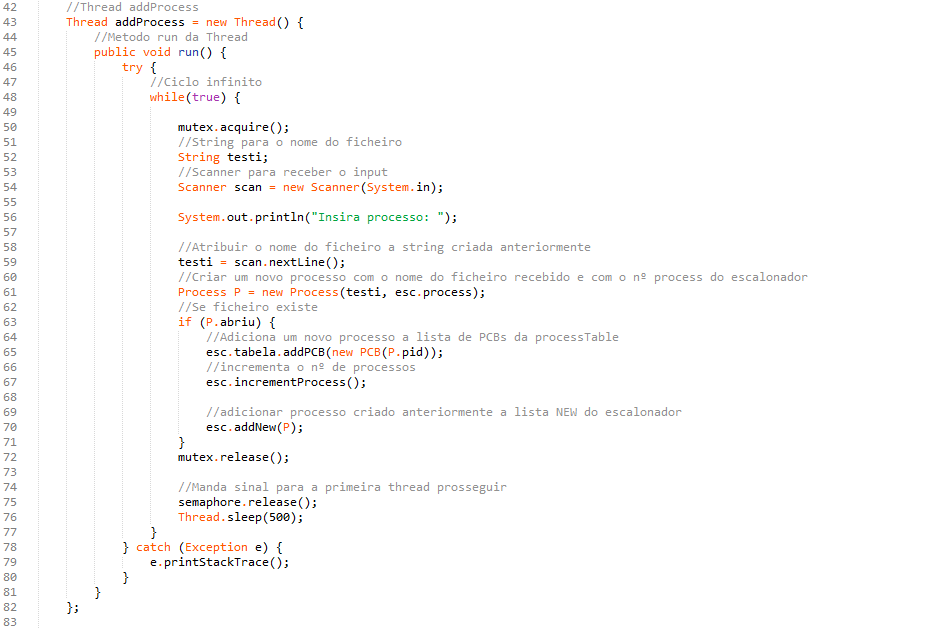 42 //Thread addProcess
43 Thread addProcess = new Thread() {
44 //Metodo run da Thread
45 public void run() {
46 try {
47 //Ciclo infinito
48 while(true) {
49
50 mutex.acquire();
51 //String para o nome do ficheiro
52 String testi;
53 //Scanner para receber o input
54 Scanner scan = new Scanner(System.in);
55
56 System.out.println("Insira processo: ");
57
58 //Atribuir o nome do ficheiro a string criada anteriormente
59 testi = scan.nextLine();
60 //Criar um novo processo com o nome do ficheiro recebido e com o nº process do escalonador
61 Process P = new Process(testi, esc.process);
62 //Se ficheiro existe
63 if (P.abriu) {
64 //Adiciona um novo processo a lista de PCBs da processTable
65 esc.tabela.addPCB(new PCB(P.pid));
66 //incrementa o nº de processos
67 esc.incrementProcess();
68
69 //adicionar processo criado anteriormente a lista NEW do escalonador
70 esc.addNew(P);
71 }
72 mutex.release();
73
74 //Manda sinal para a primeira thread prosseguir
75 semaphore.release();
76 Thread.sleep(500);
77 }
78 } catch (Exception e) {
79 e.printStackTrace();
80 }
81 }
82 };
83